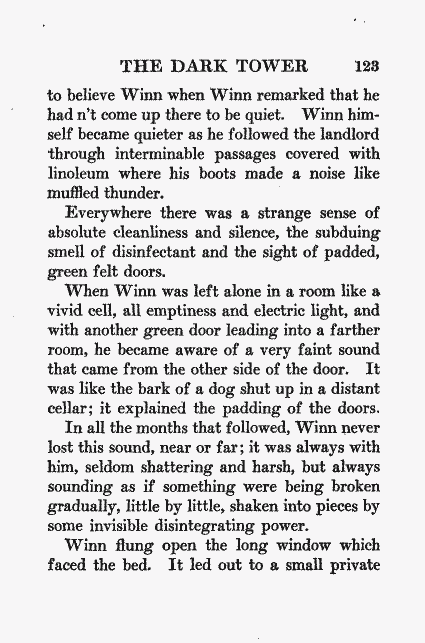 THE DARK TOWER 123
to believe Winn when Winn remarked that he
had n't come up there to be quiet. Winn him-
self became quieter as he followed the landlord
through interminable passages covered with
linoleum where his boots made a noise like
muffled thunder.
Everywhere there was a strange sense of
absolute cleanliness and silence, the subduing
smell of disinfectant and the sight of padded,
green felt doors.
When Winn was left alone in a room like a
vivid cell, all emptiness and electric light, and
with another green door leading into a farther
room, he became aware of a very faint sound
that came from the other side of the door. It
was like the bark of a dog shut up in a distant
cellar; it explained the padding of the doors.
In all the months that followed, Winn never
lost this sound, near or far; it was always with
him, seldom shattering and harsh, but always
sounding as if something were being broken
gradually, little by little, shaken into pieces by
some invisible disintegrating power.
Winn flung open the long window which
faced the bed. It led out to a small private